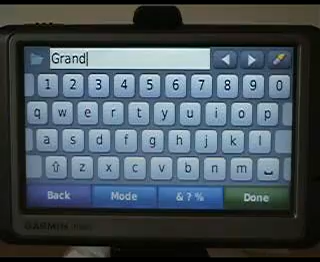 Grand
1 2 3 4 5 6 7 8 9 0
q w e r t y u i o p
a s d f g h j k l
z x c v b n m
Back Mode & ? % Done
GARMIN